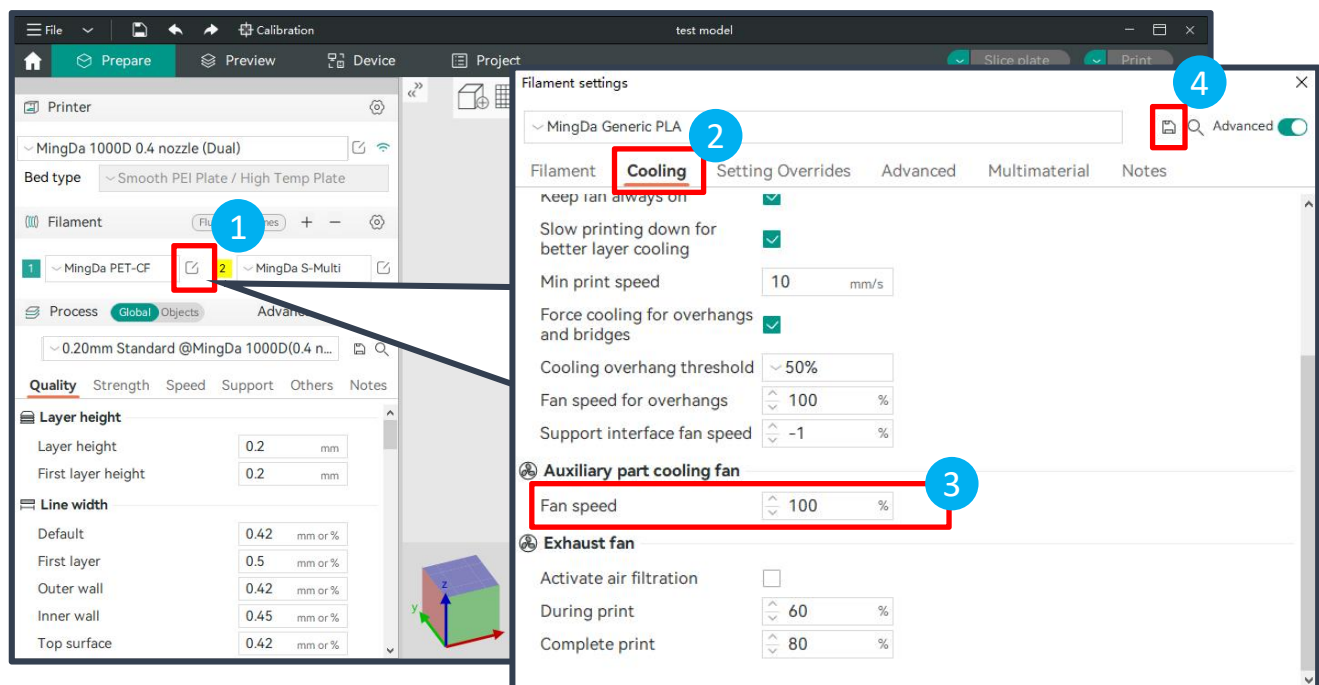 File
Calibration
test model
Prepare
Preview
Device
Project
Slice plate
Print
Printer
MingDa 1000D 0.4 nozzle (Dual)
Bed type
Smooth PEI Plate / High Temp Plate
Filament
1
1
MingDa PET-CF
2
MingDa S-Multi
Process
Global
Objects
0.20mm Standard @MingDa 1000D(0.4 n...
Quality Strength Speed Support Others Notes
Layer height
Layer height 0.2 mm
First layer height 0.2 mm
Line width
Default 0.42 mm or %
First layer 0.5 mm or %
Outer wall 0.42 mm or %
Inner wall 0.45 mm or %
Top surface 0.42 mm or %
z
y
Filament settings
4
MingDa Generic PLA
2
Advanced
Filament Cooling Setting Overrides Advanced Multimaterial Notes
Keep fan always on
Slow printing down for
better layer cooling
Min print speed 10 mm/s
Force cooling for overhangs
and bridges
Cooling overhang threshold 50%
Fan speed for overhangs 100 %
Support interface fan speed -1 %
Auxiliary part cooling fan
3
Fan speed 100 %
Exhaust fan
Activate air filtration
During print 60 %
Complete print 80 %